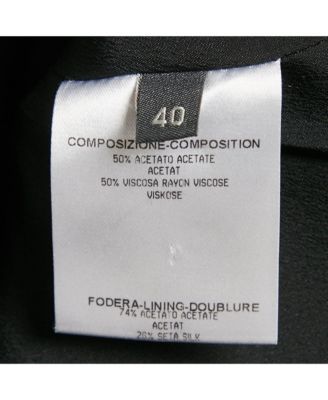 40
COMPOSIZIONE-COMPOSITION
50% ACETATO ACETATE
ACETAT
50% VISCOSA RAYON VISCOSE
VISKOSE
FODERA-LINING-DOUBLURE
74% ACETATO ACETATE
ACETAT
26% SETA SILK